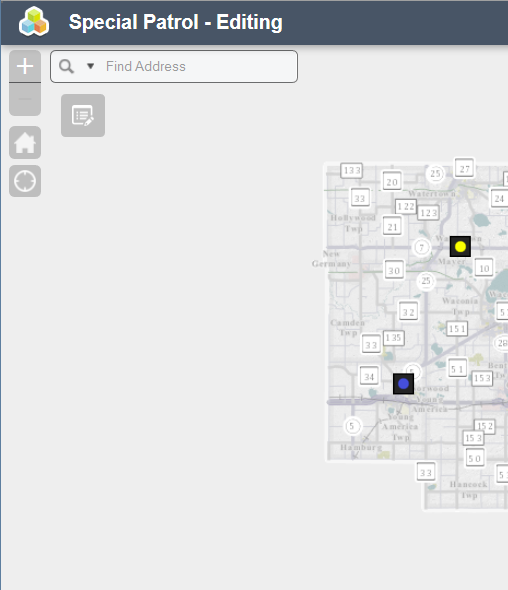 Special Patrol - Editing
Find Address
133
20
25
27
Watertown
33
122
123
24
Hollywood
Twp
21
7
Mayer
New
Germany
30
25
10
32
Waconia
Twp
Camden
Twp
135
151
33
34
51
153
Norwood
Young
America
5
Young
America
Twp
152
153
Hamburg
50
33
Hancock
Twp